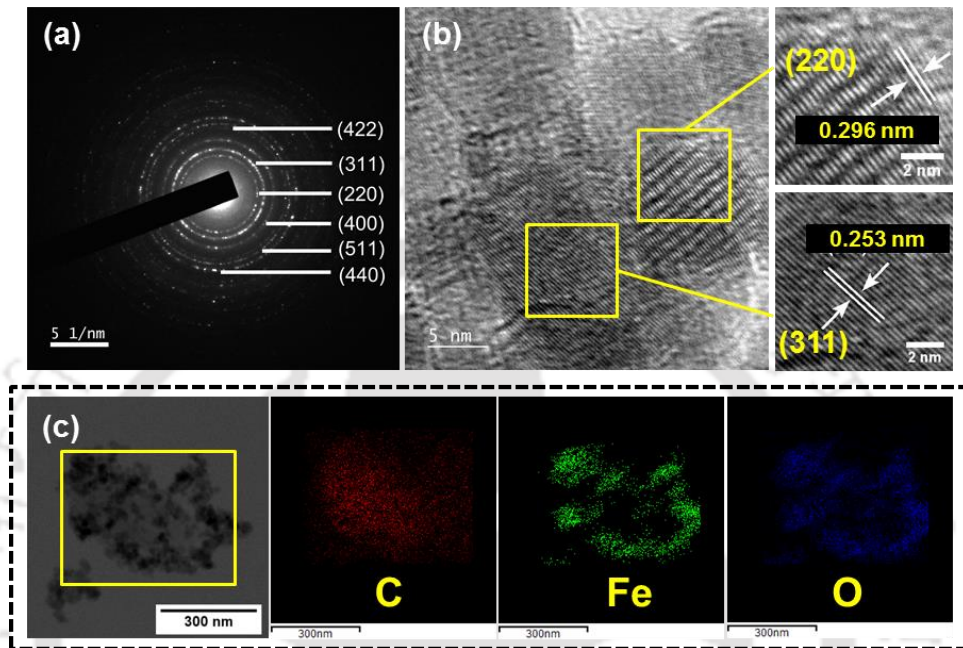 (a)
(422)
(311)
(220)
(400)
(511)
(440)
5 1/nm
(b)
5 nm
(220)
0.296 nm
2 nm
0.253 nm
(311)
2 nm
(c)
300 nm
C
300nm
Fe
300nm
O
300nm